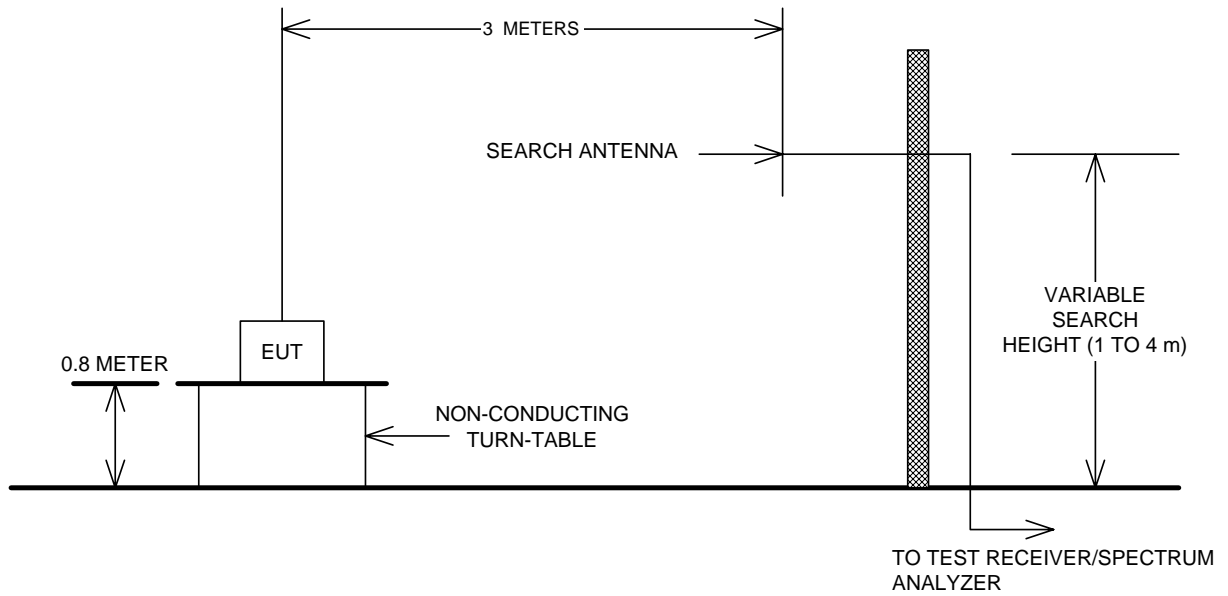 3 METERS
SEARCH ANTENNA
VARIABLE
SEARCH
HEIGHT (1 TO 4 m)
EUT
0.8 METER
NON-CONDUCTING
TURN-TABLE
TO TEST RECEIVER/SPECTRUM
ANALYZER